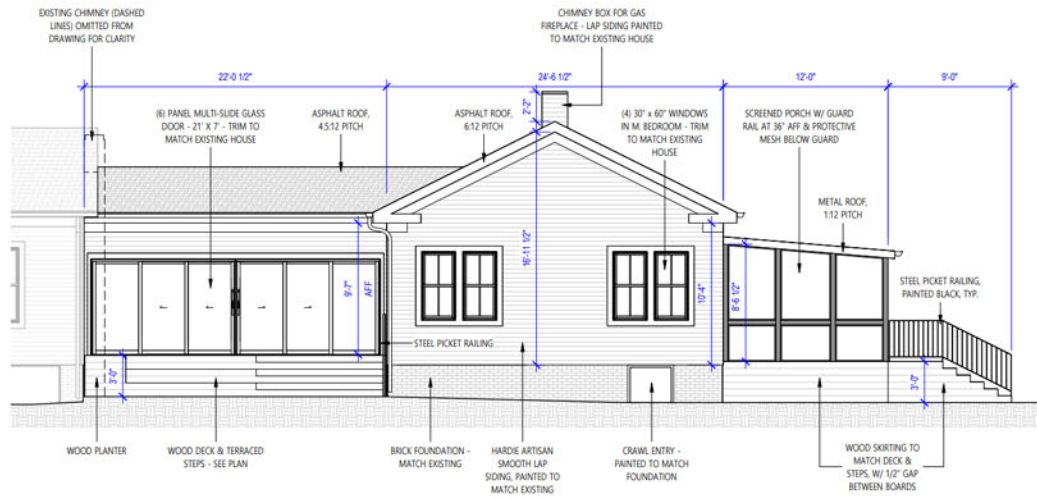 EXISTING CHIMNEY (DASHED
LINES) OMITTED FROM
DRAWING FOR CLARITY
CHIMNEY BOX FOR GAS
FIREPLACE - LAP SIDING PAINTED
TO MATCH EXISTING HOUSE
22'-0 1/2"
24'-6 1/2"
12'-0"
9'-0"
(6) PANEL MULTI-SLIDE GLASS
DOOR - 21' X 7' - TRIM TO
MATCH EXISTING HOUSE
ASPHALT ROOF,
4.5:12 PITCH
ASPHALT ROOF,
6:12 PITCH
2'-2"
(4) 30" x 60" WINDOWS
IN M. BEDROOM - TRIM
TO MATCH EXISTING
HOUSE
SCREENED PORCH W/ GUARD
RAIL AT 36" AFF & PROTECTIVE
MESH BELOW GUARD
METAL ROOF,
1:12 PITCH
9'-7"
AFF
16'-11 1/2"
10'-4"
8'-6 1/2"
STEEL PICKET RAILING,
PAINTED BLACK, TYP.
STEEL PICKET RAILING
3'-0"
3'-0"
WOOD PLANTER
WOOD DECK & TERRACED
STEPS - SEE PLAN
BRICK FOUNDATION -
MATCH EXISTING
HARDIE ARTISAN
SMOOTH LAP
SIDING, PAINTED TO
MATCH EXISTING
CRAWL ENTRY -
PAINTED TO MATCH
FOUNDATION
WOOD SKIRTING TO
MATCH DECK &
STEPS, W/ 1/2" GAP
BETWEEN BOARDS